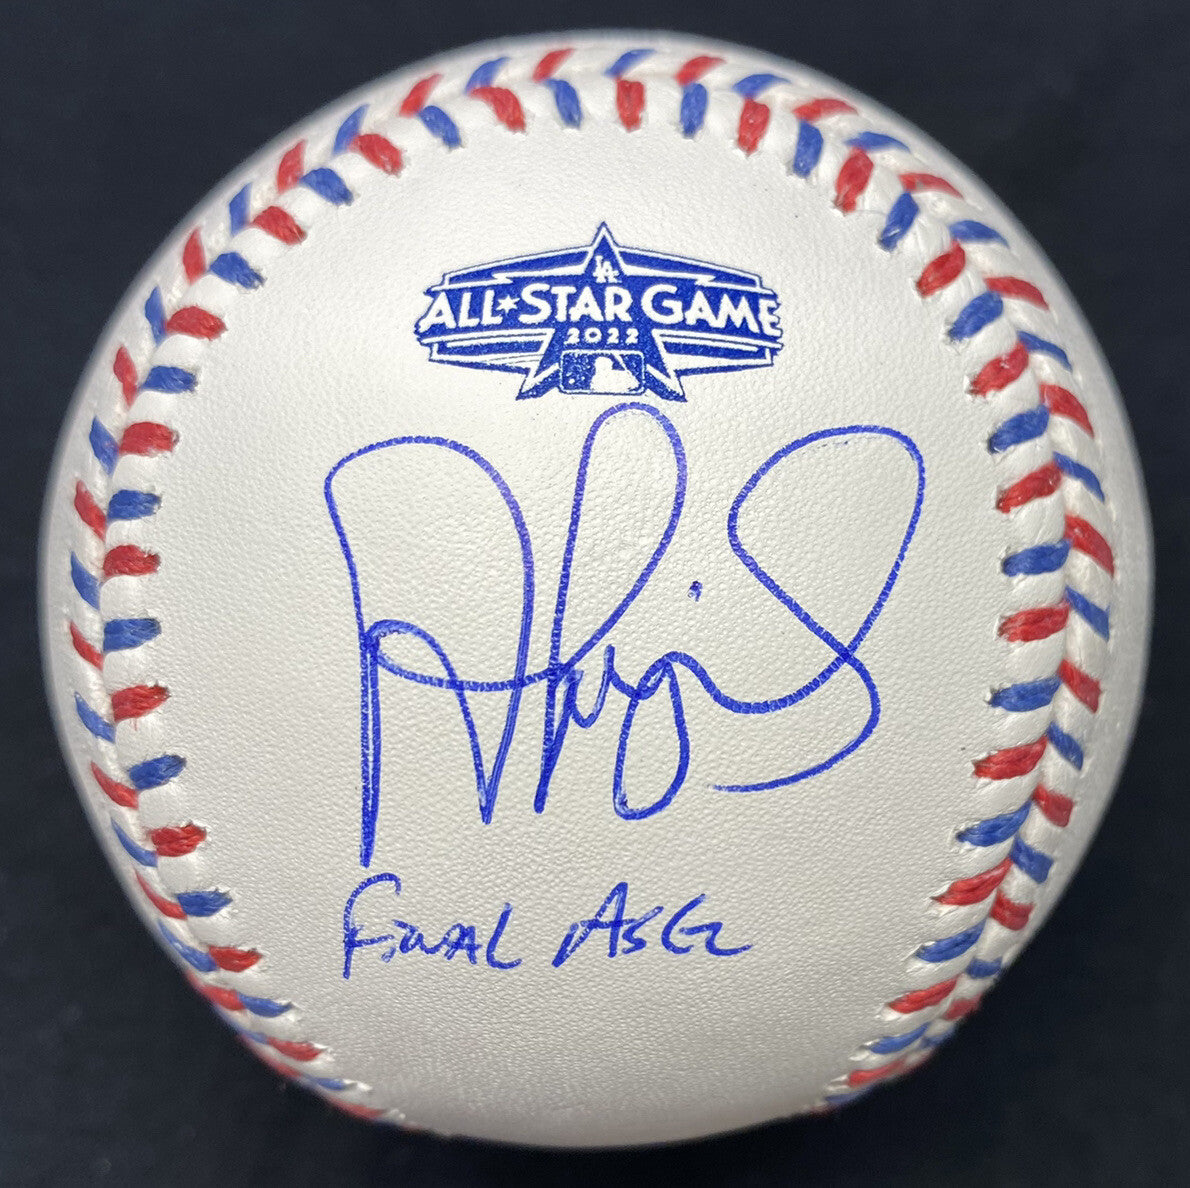 LA
ALL★STAR GAME
2022
FINAL ASG